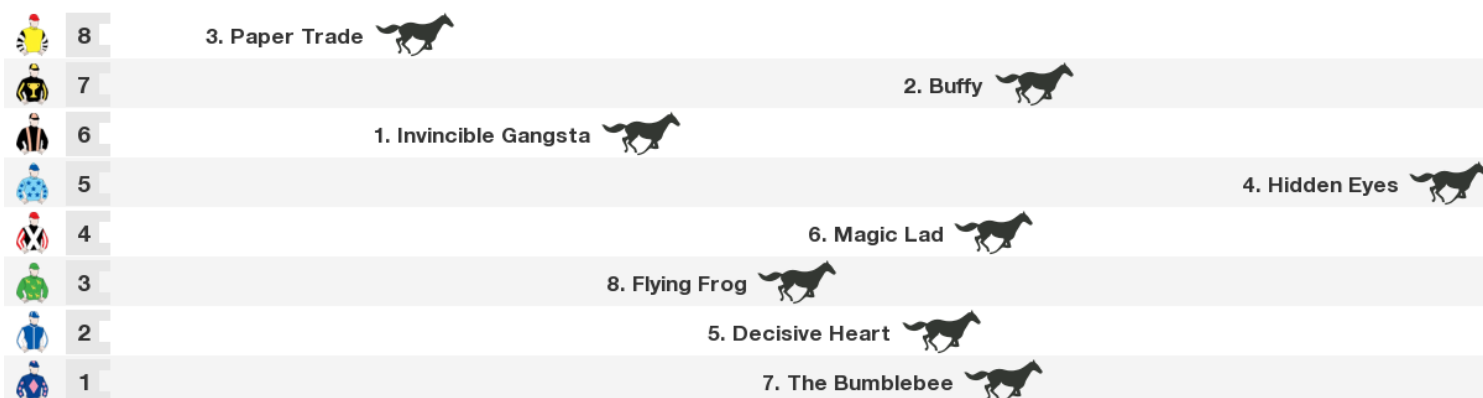 8 3. Paper Trade
7 2. Buffy
6 1. Invincible Gangsta
5 4. Hidden Eyes
4 6. Magic Lad
3 8. Flying Frog
2 5. Decisive Heart
1 7. The Bumblebee